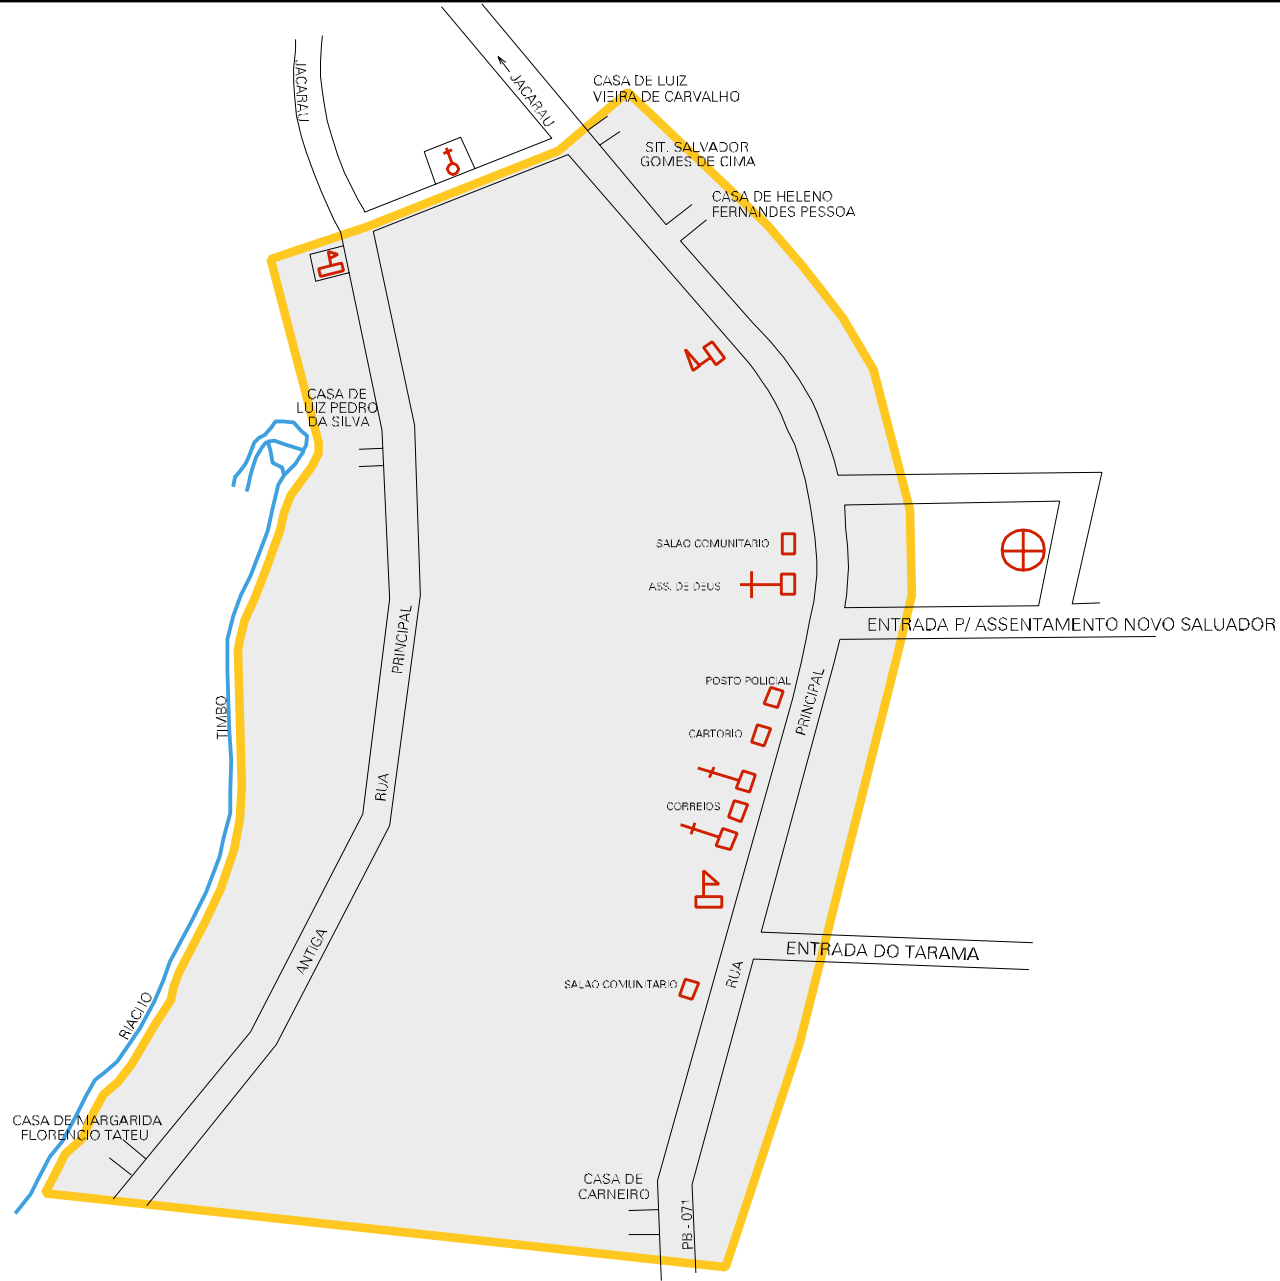 JACARAU
JACARAU
CASA DE LUIZ
VIEIRA DE CARVALHO
SIT. SALVADOR
GOMES DE CIMA
CASA DE HELENO
FERNANDES PESSOA
CASA DE
LUIZ PEDRO
DA SILVA
SALAO COMUNITARIO
ASS. DE DEUS
ENTRADA P/ ASSENTAMENTO NOVO SALUADOR
PRINCIPAL
POSTO POLICIAL
PRINCIPAL
TIMBO
CARTORIO
RUA
CORREIOS
ANTIGA
ENTRADA DO TARAMA
RUA
SALAO COMUNITARIO
RIACHO
CASA DE MARGARIDA
FLORENCIO TATEU
CASA DE
CARNEIRO
PB - 071